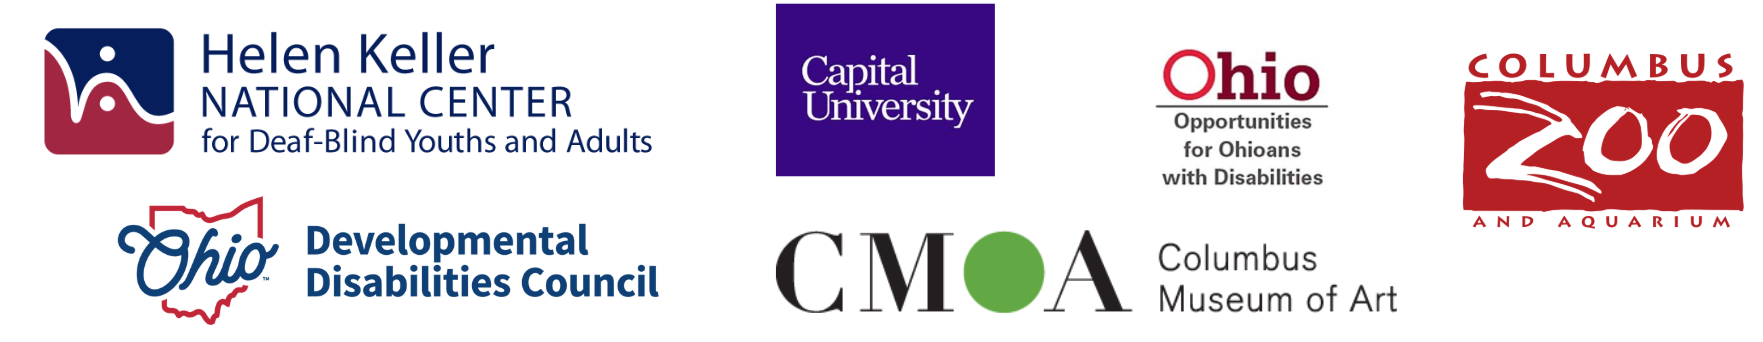 Helen Keller
NATIONAL CENTER
for Deaf-Blind Youths and Adults
Capital
University
Ohio
Opportunities
for Ohioans
with Disabilities
COLUMBUS
ZOO
AND AQUARIUM
Ohio™
Developmental
Disabilities Council
CMOA
Columbus
Museum of Art